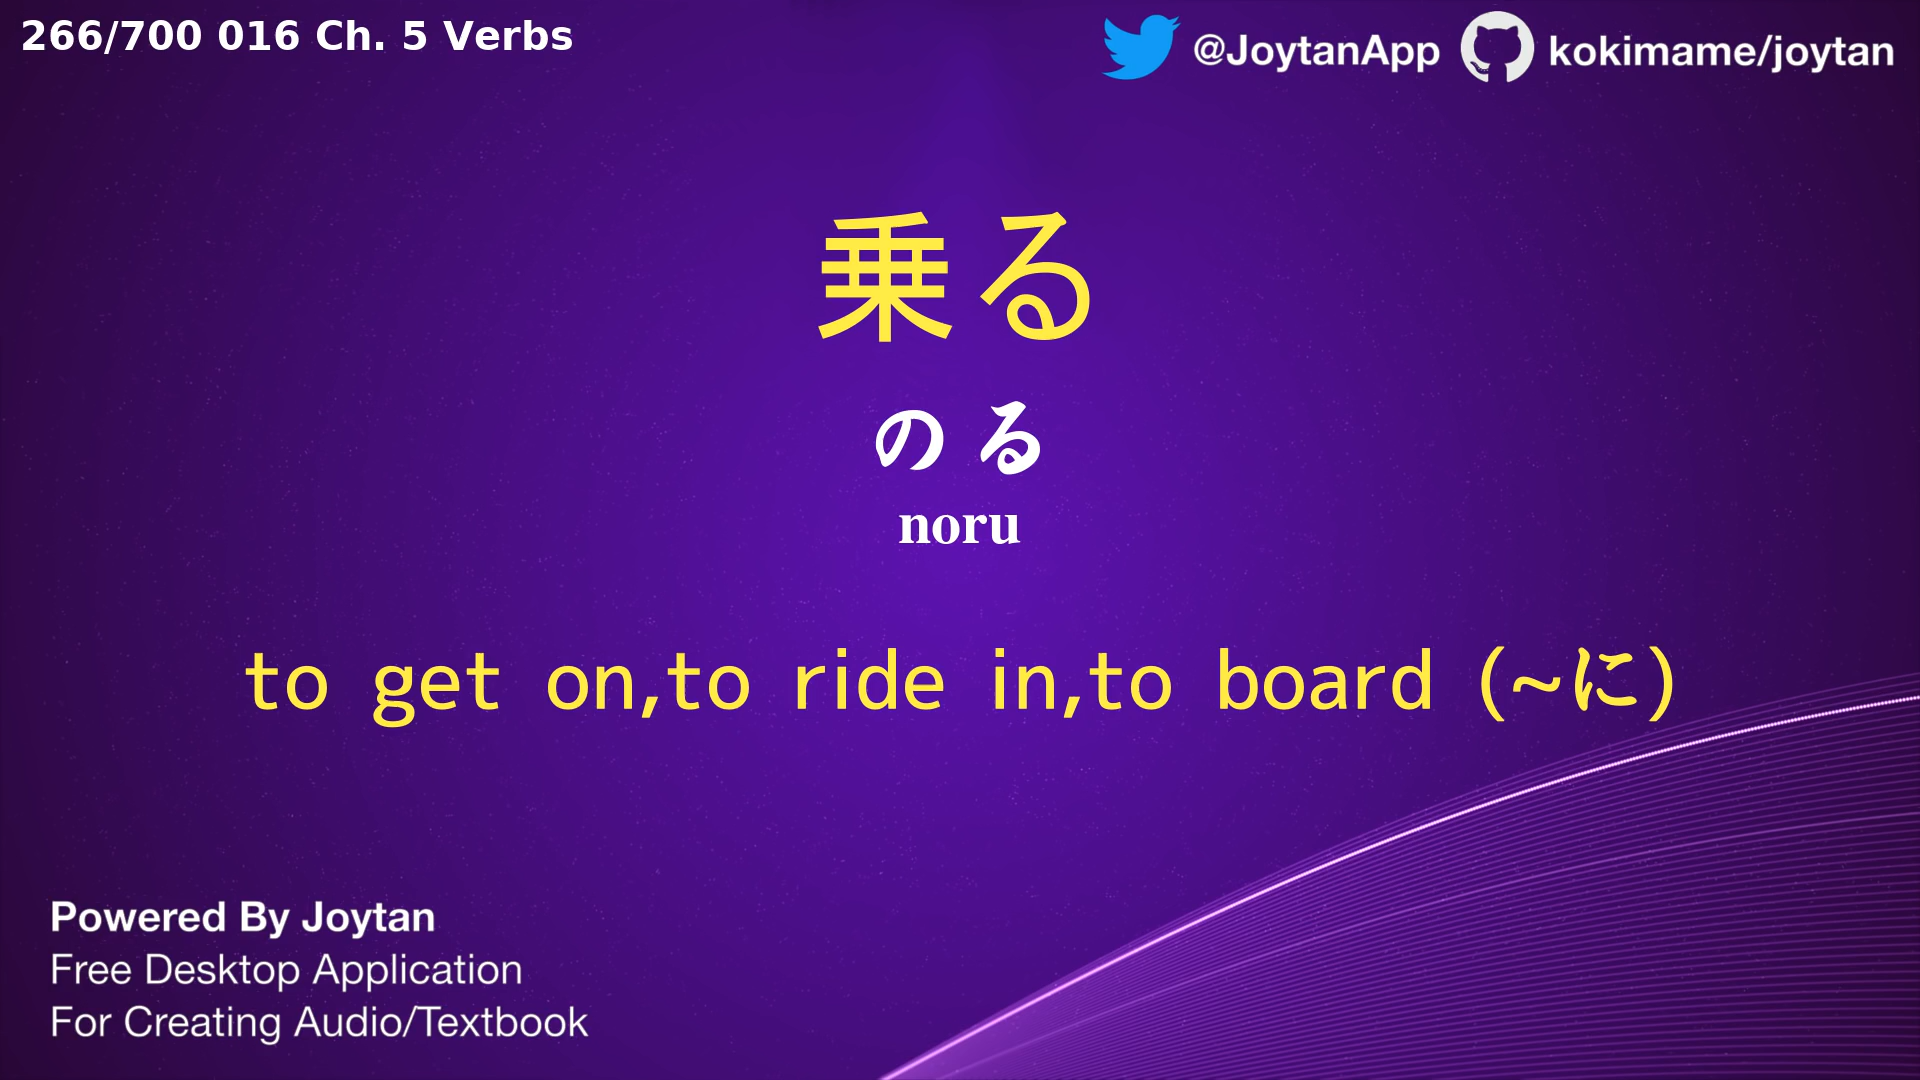 266/700 016 Ch. 5 Verbs
@JoytanApp kokimame/joytan
乗る
のる
noru
to get on,to ride in,to board (~に)
Powered By Joytan
Free Desktop Application
For Creating Audio/Textbook